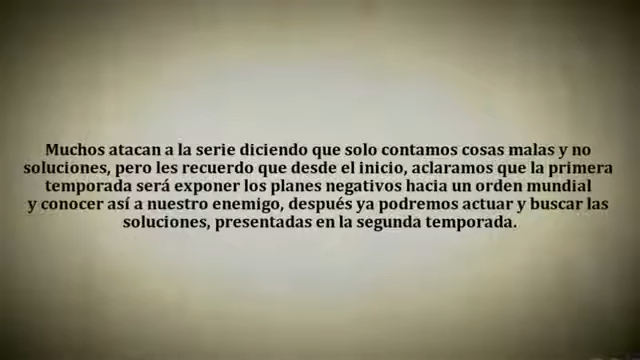 Muchos atacan a la serie diciendo que solo contamos cosas malas y no
soluciones, pero les recuerdo que desde el inicio, aclaramos que la primera
temporada será exponer los planes negativos hacia un orden mundial
y conocer así a nuestro enemigo, después ya podremos actuar y buscar las
soluciones, presentadas en la segunda temporada.